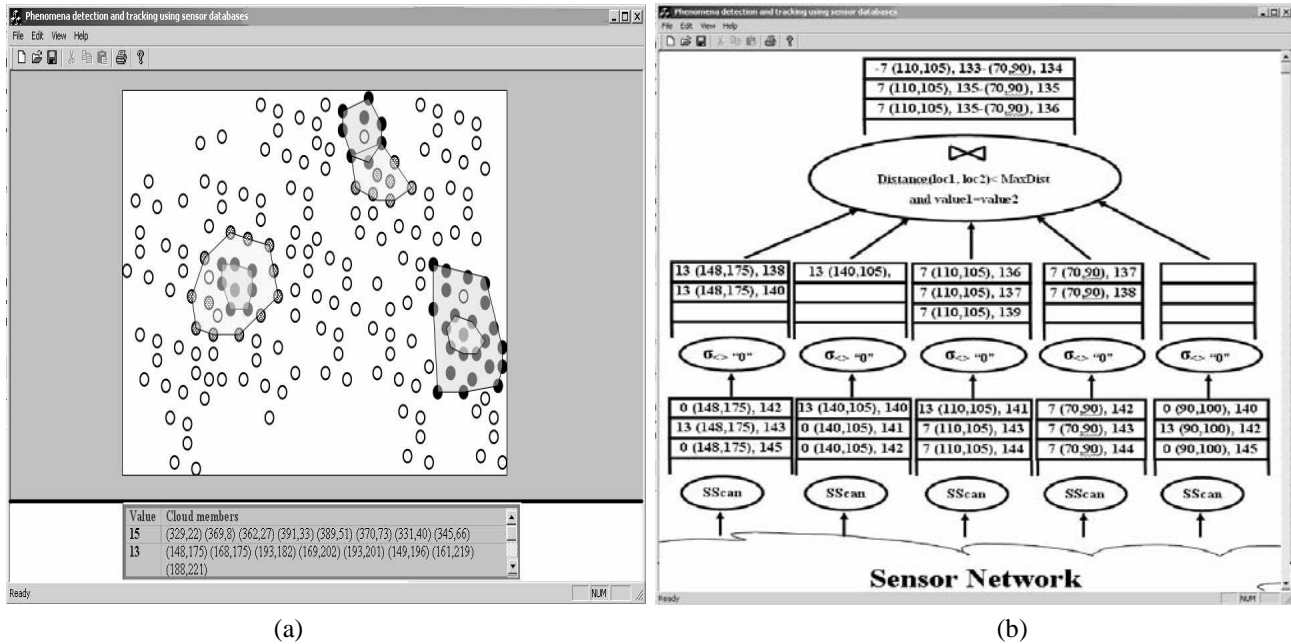 Phenomena detection and tracking using sensor databases
File Edit View Help
Value Cloud members
15 (329,22) (369,8) (362,27) (391,33) (389,51) (370,73) (331,40) (345,66)
13 (148,175) (168,175) (193,182) (169,202) (193,201) (149,196) (161,219)
(188,221)
Ready NUM
(a)
Phenomena detection and tracking using sensor databases
File Edit View Help
-7 (110,105), 133-(70,90), 134
7 (110,105), 135-(70,90), 135
7 (110,105), 135-(70,90), 136
⋈
Distance(loc1, loc2)< MaxDist
and value1=value2
13 (148,175), 138 13 (140,105), 7 (110,105), 136 7 (70,90), 137
13 (148,175), 140 7 (110,105), 137 7 (70,90), 138
7 (110,105), 139
σ<> "0" σ<> "0" σ<> "0" σ<> "0" σ<> "0"
0 (148,175), 142 13 (140,105), 140 13 (110,105), 141 7 (70,90), 142 0 (90,100), 140
13 (148,175), 143 0 (140,105), 141 7 (110,105), 143 7 (70,90), 143 13 (90,100), 142
0 (148,175), 145 0 (140,105), 142 7 (110,105), 144 7 (70,90), 144 0 (90,100), 145
SScan SScan SScan SScan SScan
Sensor Network
Ready NUM
(b)